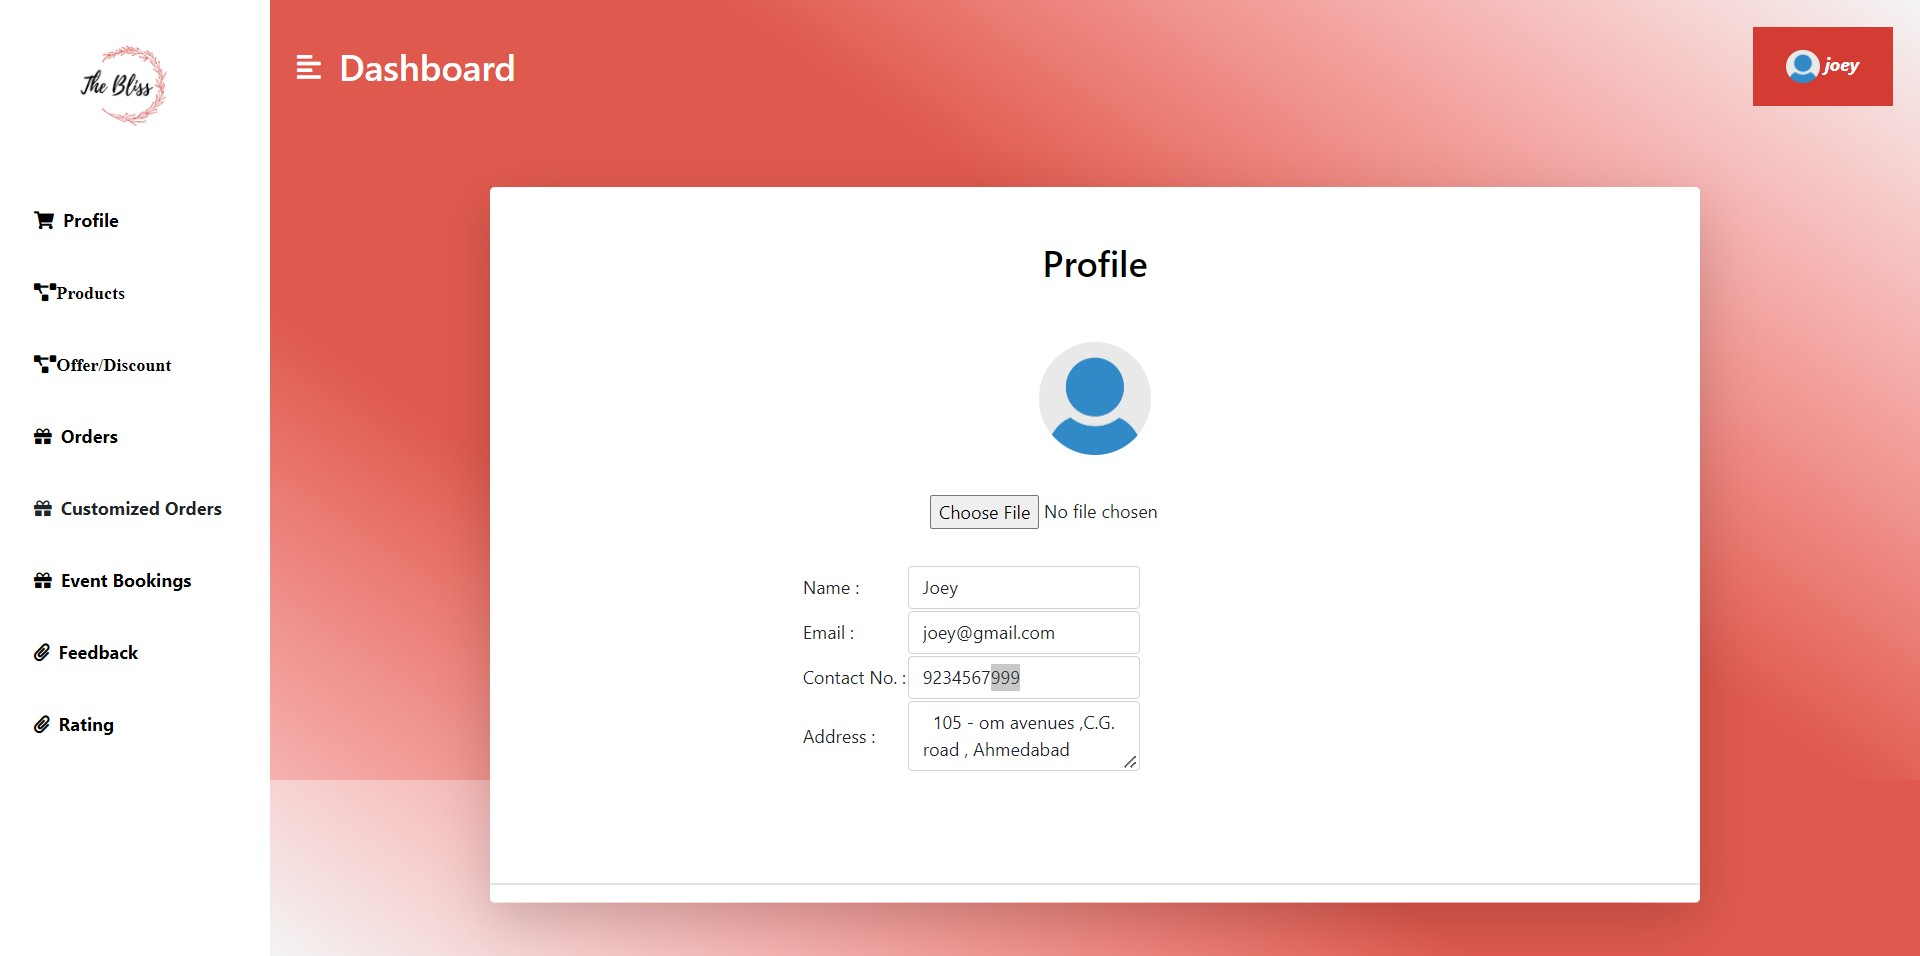 The Bliss
Dashboard
joey
Profile
Products
Offer/Discount
Orders
Customized Orders
Event Bookings
Feedback
Rating
Profile
Choose File No file chosen
Name : Joey
Email : joey@gmail.com
Contact No. : 9234567999
Address : 105 - om avenues ,C.G.
road , Ahmedabad